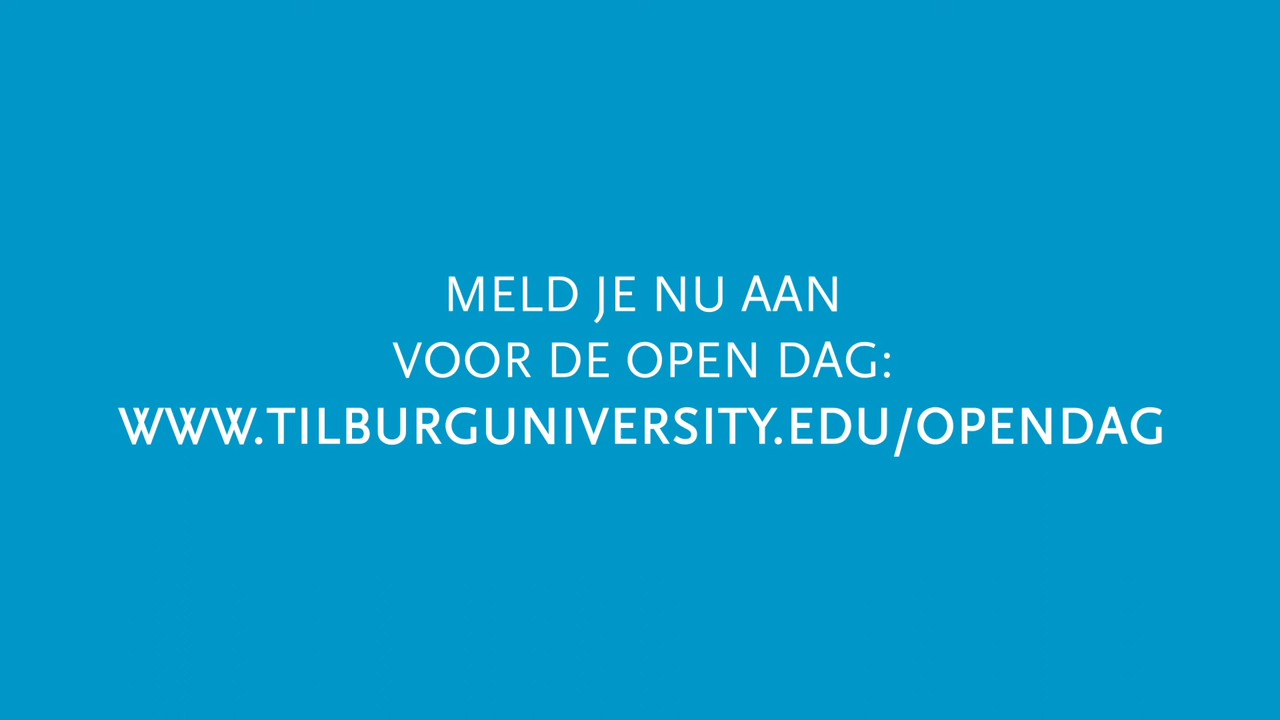 MELD JE NU AAN
VOOR DE OPEN DAG:
WWW.TILBURGUNIVERSITY.EDU/OPENDAG